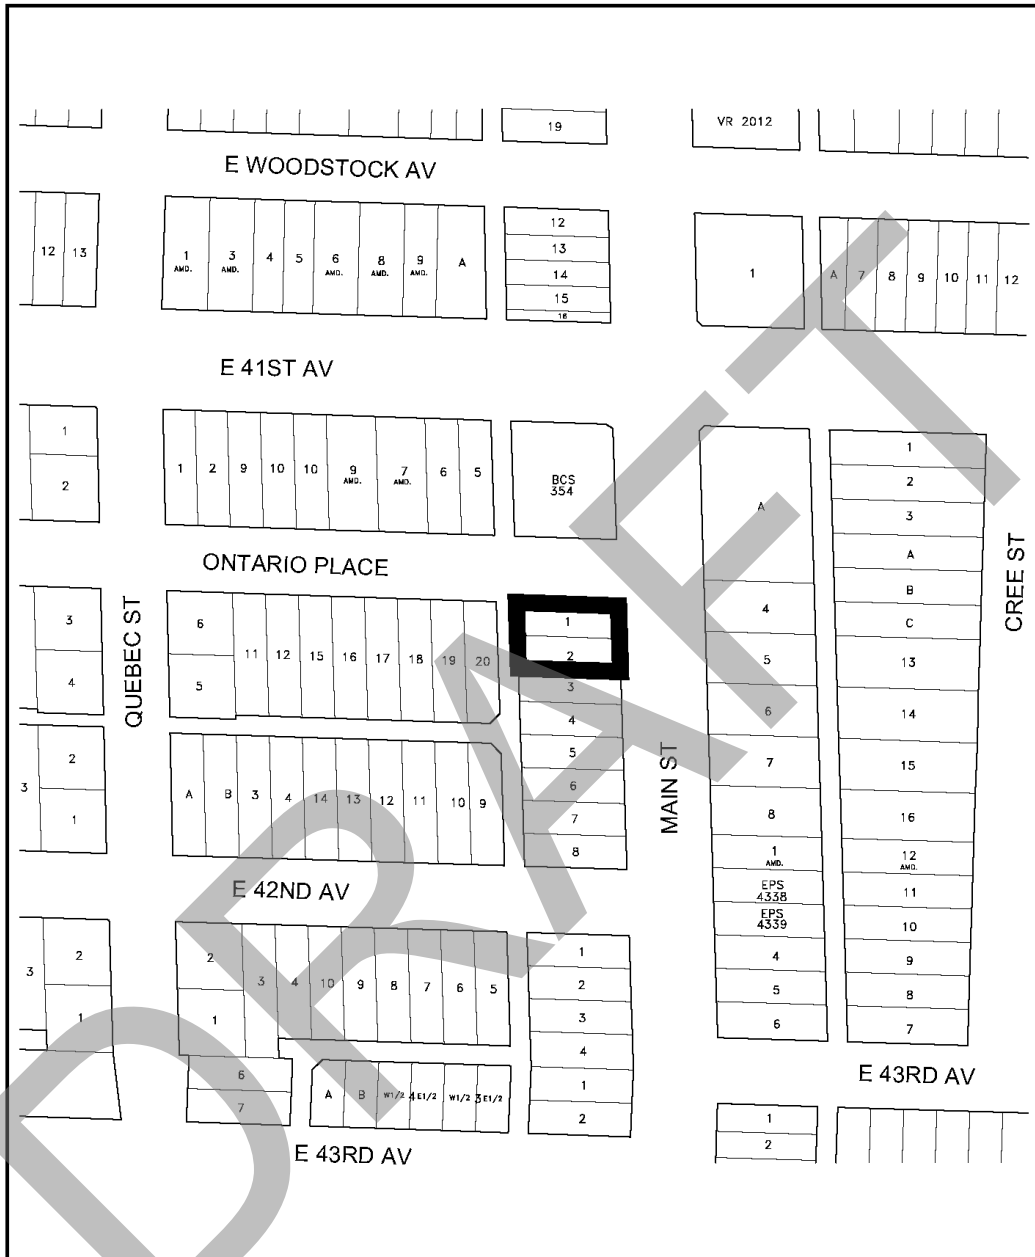 19
VR 2012
E WOODSTOCK AV
12 13
1 AMD. 3 AMD. 4 5 6 AMD. 8 AMD. 9 AMD. A
12
13
14
15
16
1
A 7 8 9 10 11 12
E 41ST AV
1
2
1 2 9 10 10 9 AMD. 7 AMD. 6 5
BCS
354
A
4
5
6
7
8
1
AMD.
EPS
4338
EPS
4339
4
5
6
1
2
3
A
B
C
13
14
15
16
12
AMD.
11
10
9
8
7
CREE ST
ONTARIO PLACE
QUEBEC ST
3
4
6
5
11 12 15 16 17 18 19 20
1
2
3
4
5
6
7
8
MAIN ST
3
2
1
A B 3 4 14 13 12 11 10 9
E 42ND AV
3
2
1
2
1
3 4 10 9 8 7 6 5
6
7
A B W1/2 4 E1/2 W1/2 3 E1/2
1
2
3
4
1
2
E 43RD AV
E 43RD AV
1
2
DRAFT